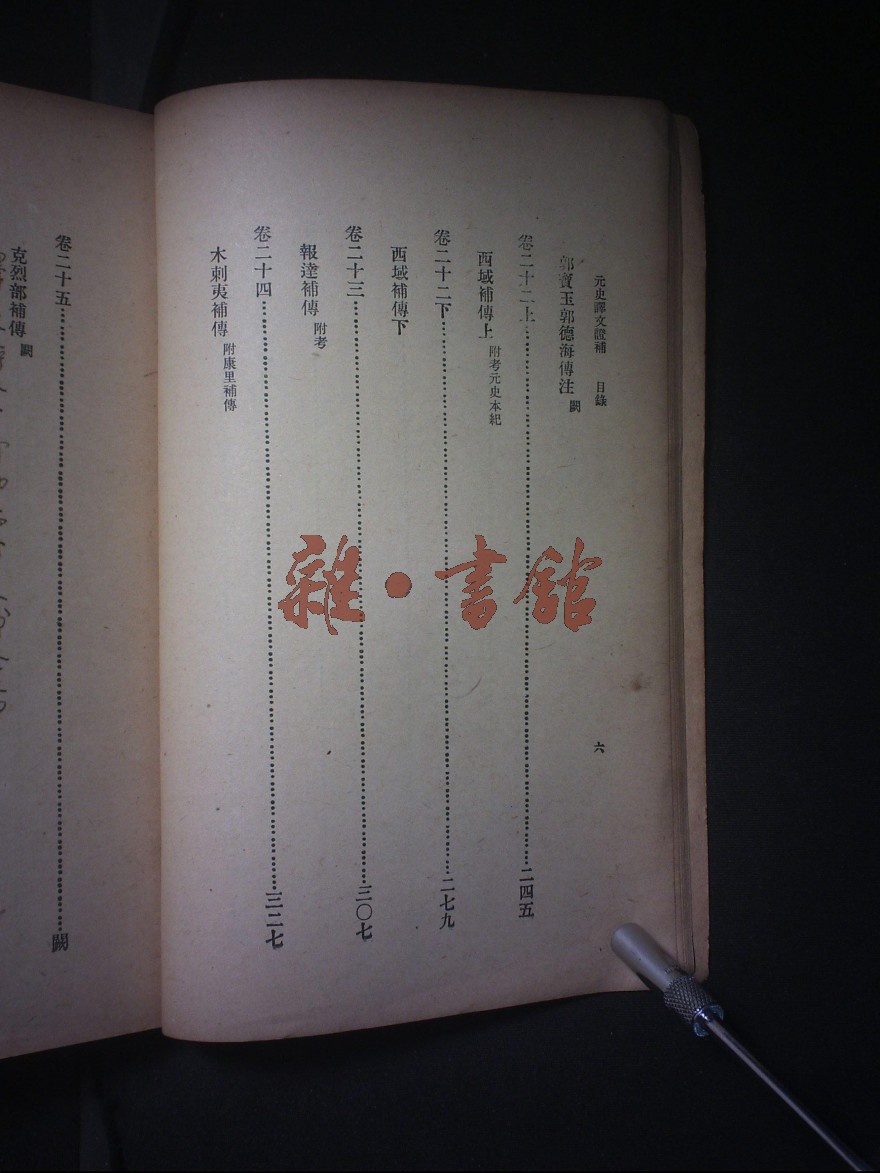 元史譯文證補　目錄　六
郭寶玉郭德海傳注　闕
卷二十二上……二四五
西域補傳上　附考元史本紀
卷二十二下……二七九
西域補傳下
卷二十三……三〇七
報達補傳　附考
卷二十四……三二七
木剌夷補傳　附康里補傳
卷二十五……闕
克烈部補傳　闕
雜・書館